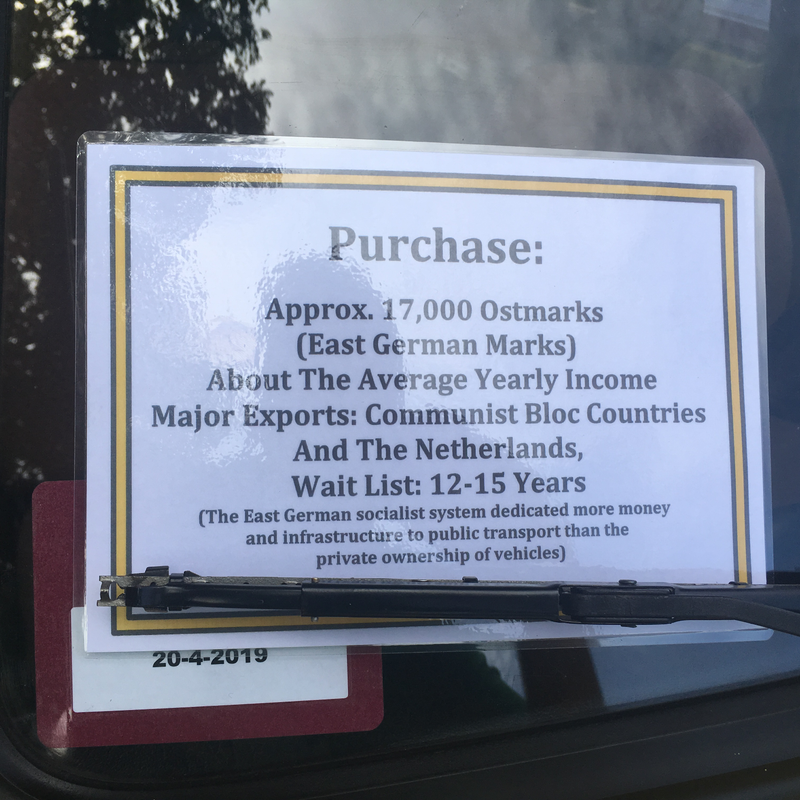 Purchase:
Approx. 17,000 Ostmarks
(East German Marks)
About The Average Yearly Income
Major Exports: Communist Bloc Countries
And The Netherlands,
Wait List: 12-15 Years
(The East German socialist system dedicated more money
and infrastructure to public transport than the
private ownership of vehicles)
20-4-2019